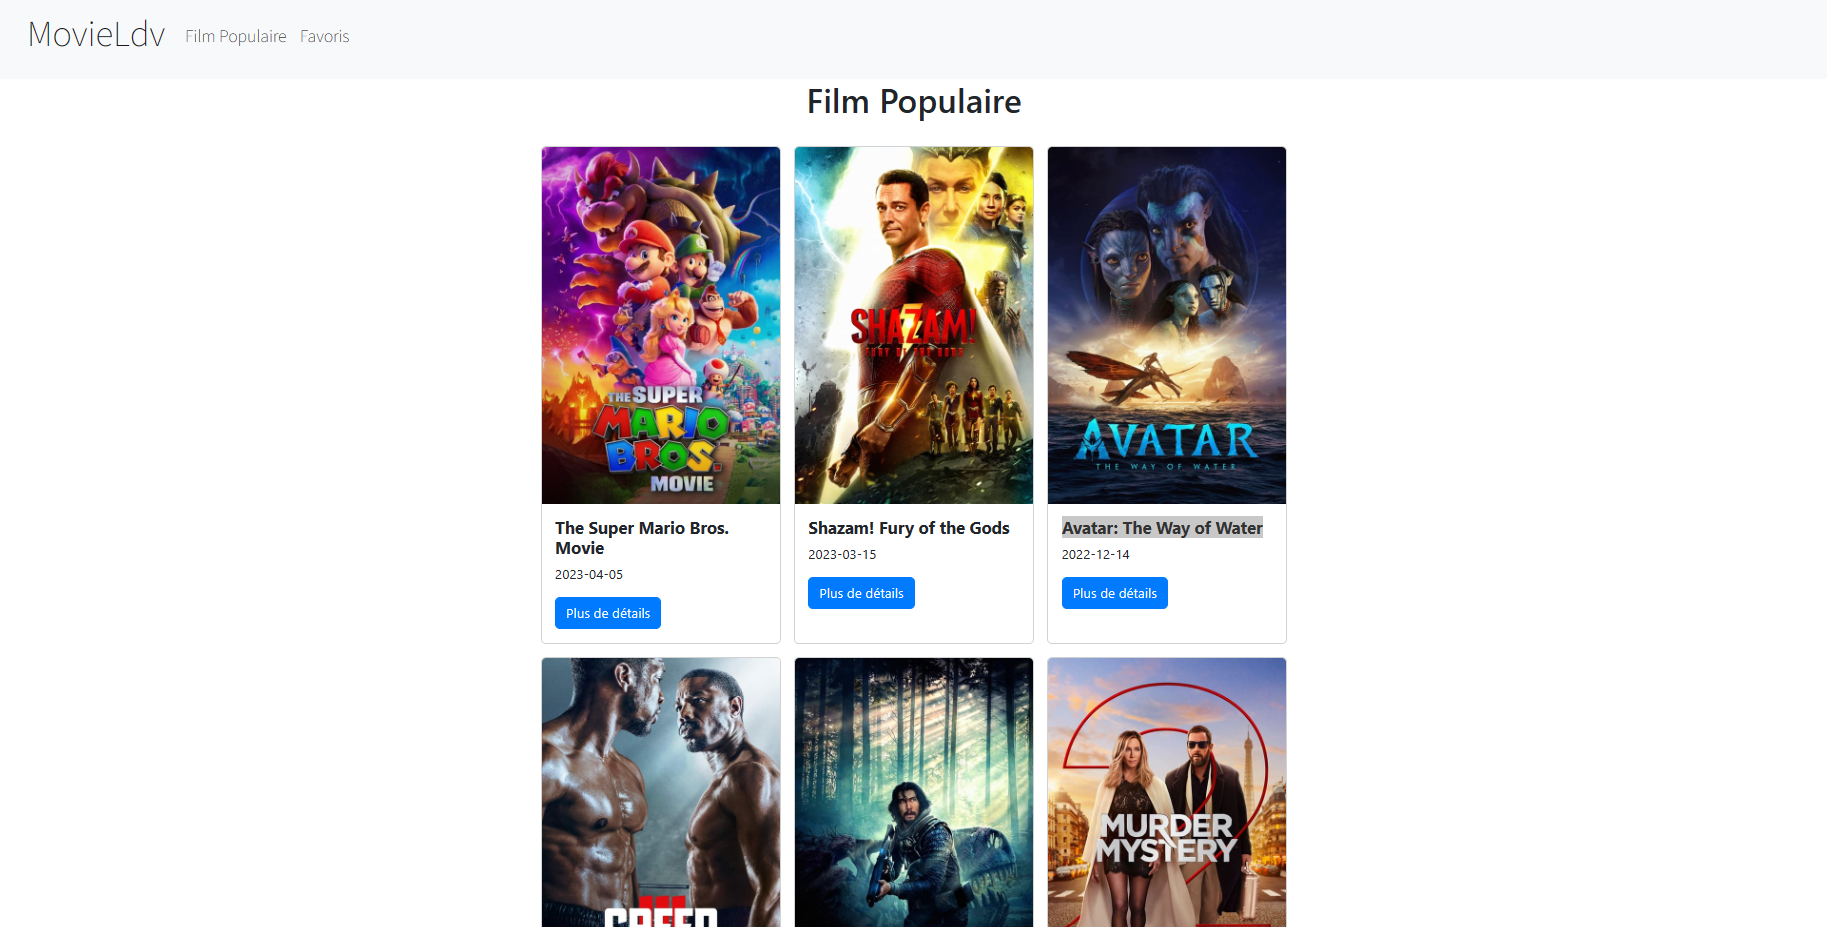 MovieLdv Film Populaire Favoris
Film Populaire
THE SUPER
MARIO
BROS.
MOVIE
SHAZAM!
FURY OF THE GODS
AVATAR
THE WAY OF WATER
The Super Mario Bros.
Movie
2023-04-05
Plus de détails
Shazam! Fury of the Gods
2023-03-15
Plus de détails
Avatar: The Way of Water
2022-12-14
Plus de détails
CREED
MURDER
MYSTERY
2